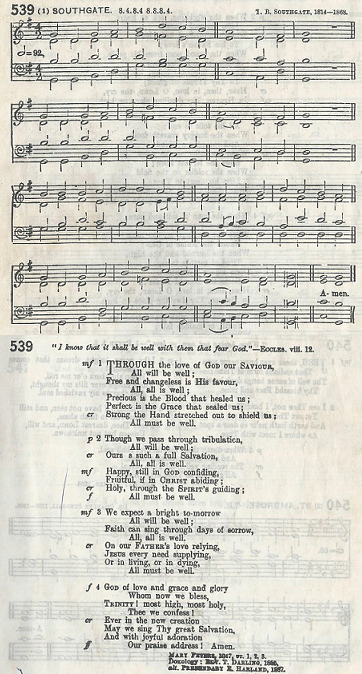 539 (1) SOUTHGATE. 8.4.8.4 8.8.8.4. T. B. SOUTHGATE, 1814—1868.
=92.
A- men.
539 "I know that it shall be well with them that fear God."—ECCLES. viii. 12.
mf 1 THROUGH the love of GOD our SAVIOUR,
All will be well;
Free and changeless is His favour,
All, all is well.
Precious is the Blood that healed us;
Perfect is the Grace that sealed us;
cr Strong the Hand stretched out to shield us;
All must be well.
p 2 Though we pass through tribulation,
All will be well;
cr Ours is such a full Salvation,
All, all is well.
mf Happy, still in GOD confiding,
Fruitful, if in CHRIST abiding;
cr Holy, through the SPIRIT'S guiding;
f All must be well.
mf 3 We expect a bright to-morrow
All will be well;
Faith can sing through days of sorrow,
All, all is well.
cr On our FATHER'S love relying,
JESUS every need supplying,
Or in living, or in dying,
All must be well.
f 4 GOD of love and grace and glory
Whom now we bless,
TRINITY! most high, most holy,
Thee we confess!
cr Ever in the new creation
May we sing Thy great Salvation,
And with joyful adoration
ff Our praise address! Amen.
MARY PETERS, 1847, vv. 1, 2, 3.
Doxology: REV. T. DARLING, 1855,
alt. PREBENDARY E. HARLAND, 1867.